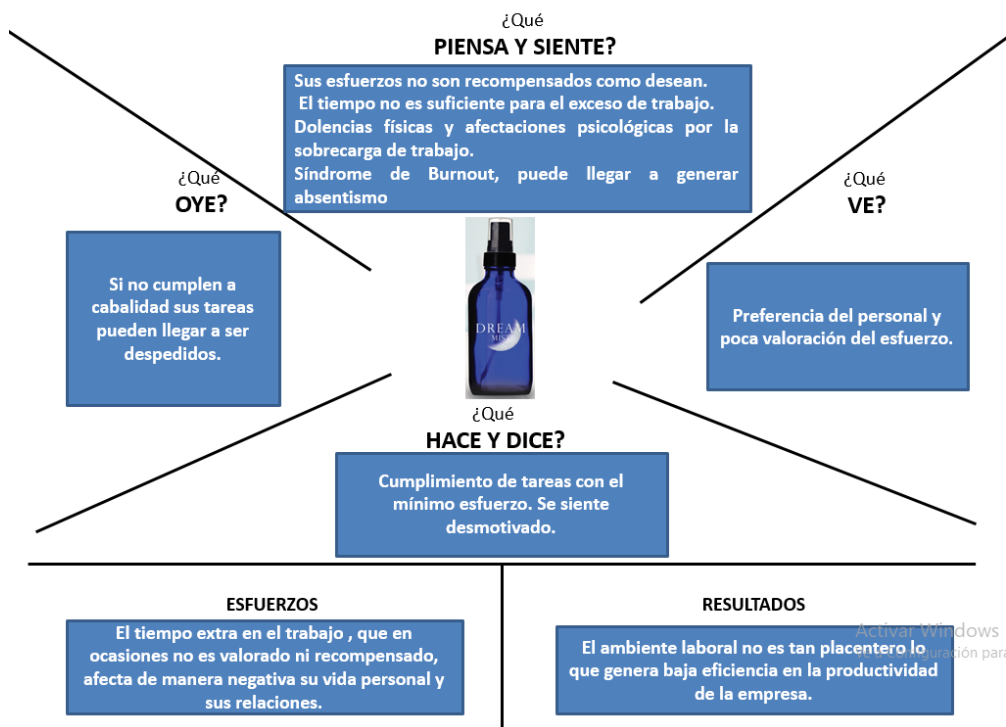 ¿Qué
PIENSA Y SIENTE?
Sus esfuerzos no son recompensados como desean.
El tiempo no es suficiente para el exceso de trabajo.
Dolencias físicas y afectaciones psicológicas por la
sobrecarga de trabajo.
Síndrome de Burnout, puede llegar a generar
absentismo
¿Qué
OYE?
Si no cumplen a
cabalidad sus tareas
pueden llegar a ser
despedidos.
¿Qué
VE?
Preferencia del personal y
poca valoración del esfuerzo.
DREAM
¿Qué
HACE Y DICE?
Cumplimiento de tareas con el
mínimo esfuerzo. Se siente
desmotivado.
ESFUERZOS
El tiempo extra en el trabajo , que en
ocasiones no es valorado ni recompensado,
afecta de manera negativa su vida personal y
sus relaciones.
RESULTADOS
El ambiente laboral no es tan placentero lo
que genera baja eficiencia en la productividad
de la empresa.
Activar Windows